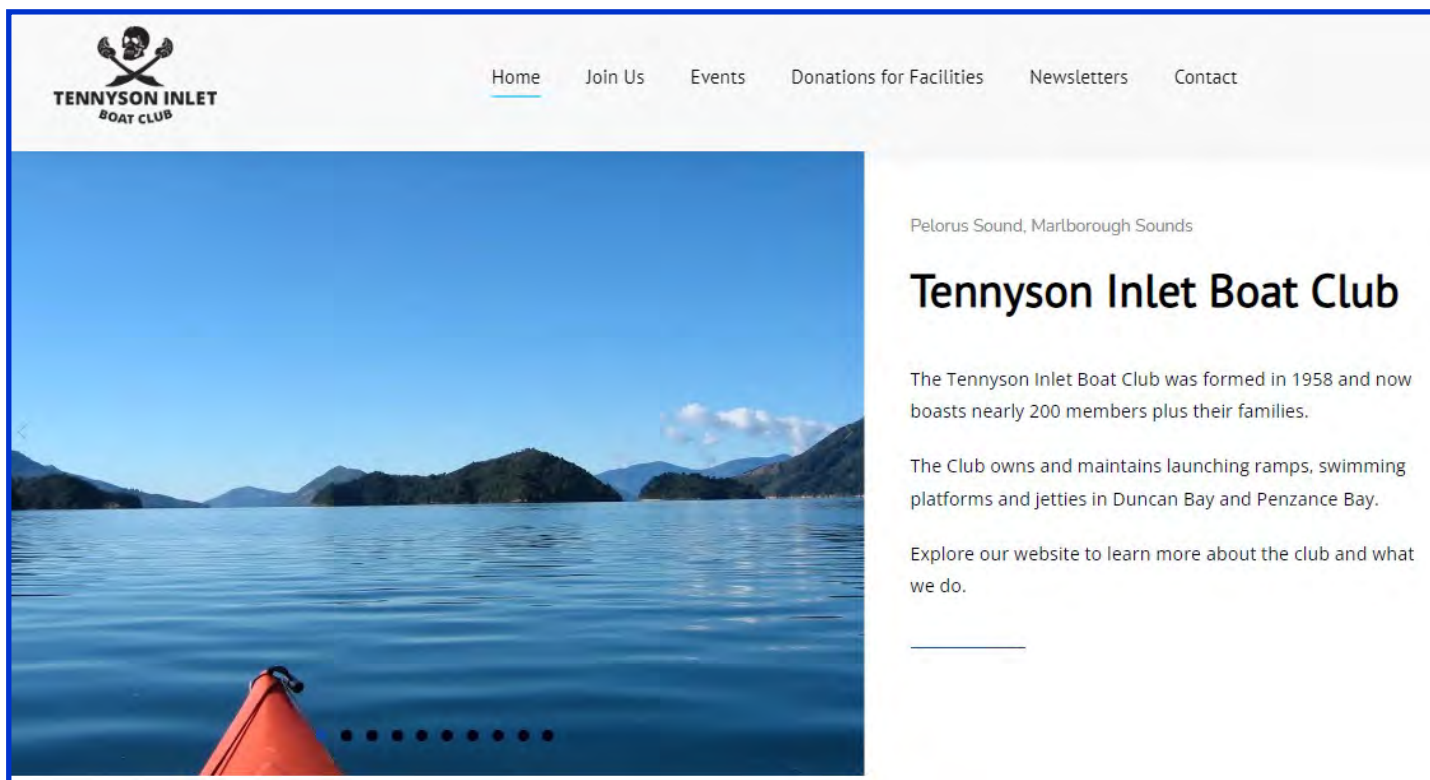 TENNYSON INLET
BOAT CLUB
Home Join Us Events Donations for Facilities Newsletters Contact
Pelorus Sound, Marlborough Sounds
Tennyson Inlet Boat Club
The Tennyson Inlet Boat Club was formed in 1958 and now
boasts nearly 200 members plus their families.
The Club owns and maintains launching ramps, swimming
platforms and jetties in Duncan Bay and Penzance Bay.
Explore our website to learn more about the club and what
we do.